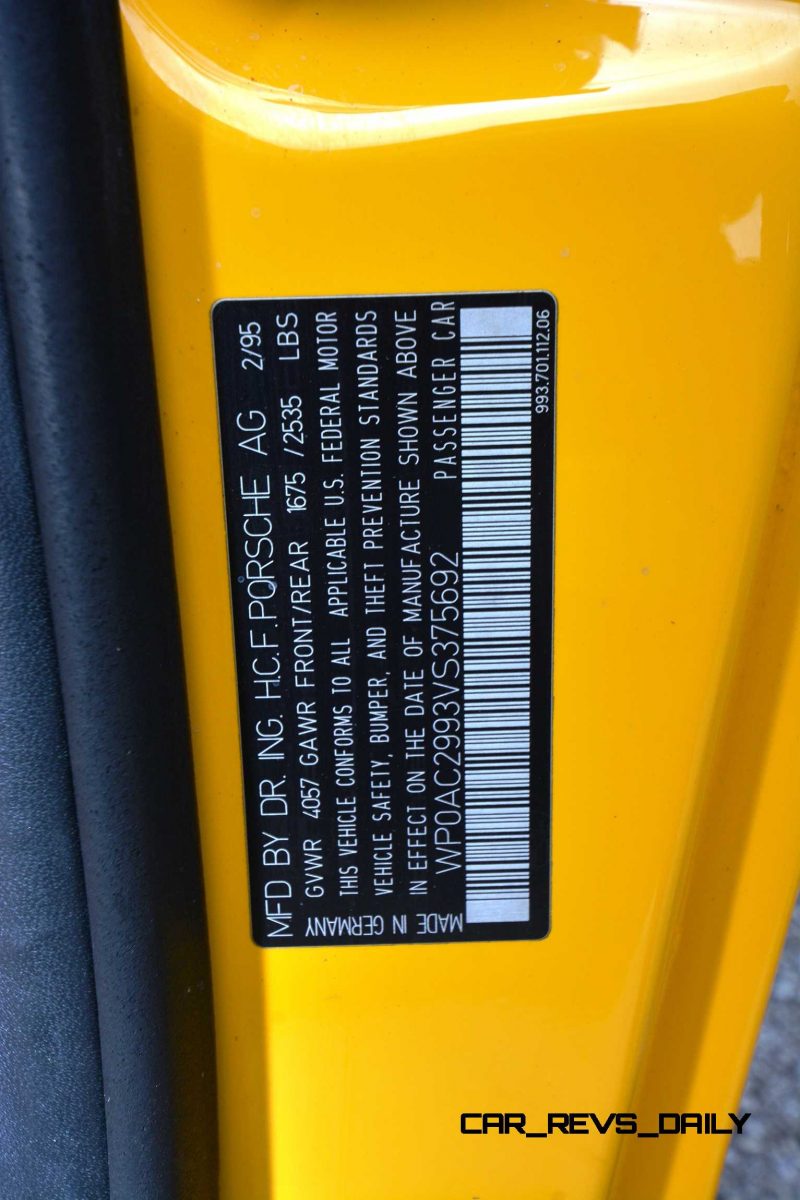 MFD BY DR. ING. H.C.F. PORSCHE AG 2/95
GVWR 4057 GAWR FRONT/REAR 1675 / 2535 LBS
THIS VEHICLE CONFORMS TO ALL APPLICABLE U.S. FEDERAL MOTOR
VEHICLE SAFETY, BUMPER, AND THEFT PREVENTION STANDARDS
IN EFFECT ON THE DATE OF MANUFACTURE SHOWN ABOVE
WP0AC2993VS375692 PASSENGER CAR
MADE IN GERMANY
993.701.112.06
CAR_REVS_DAILY